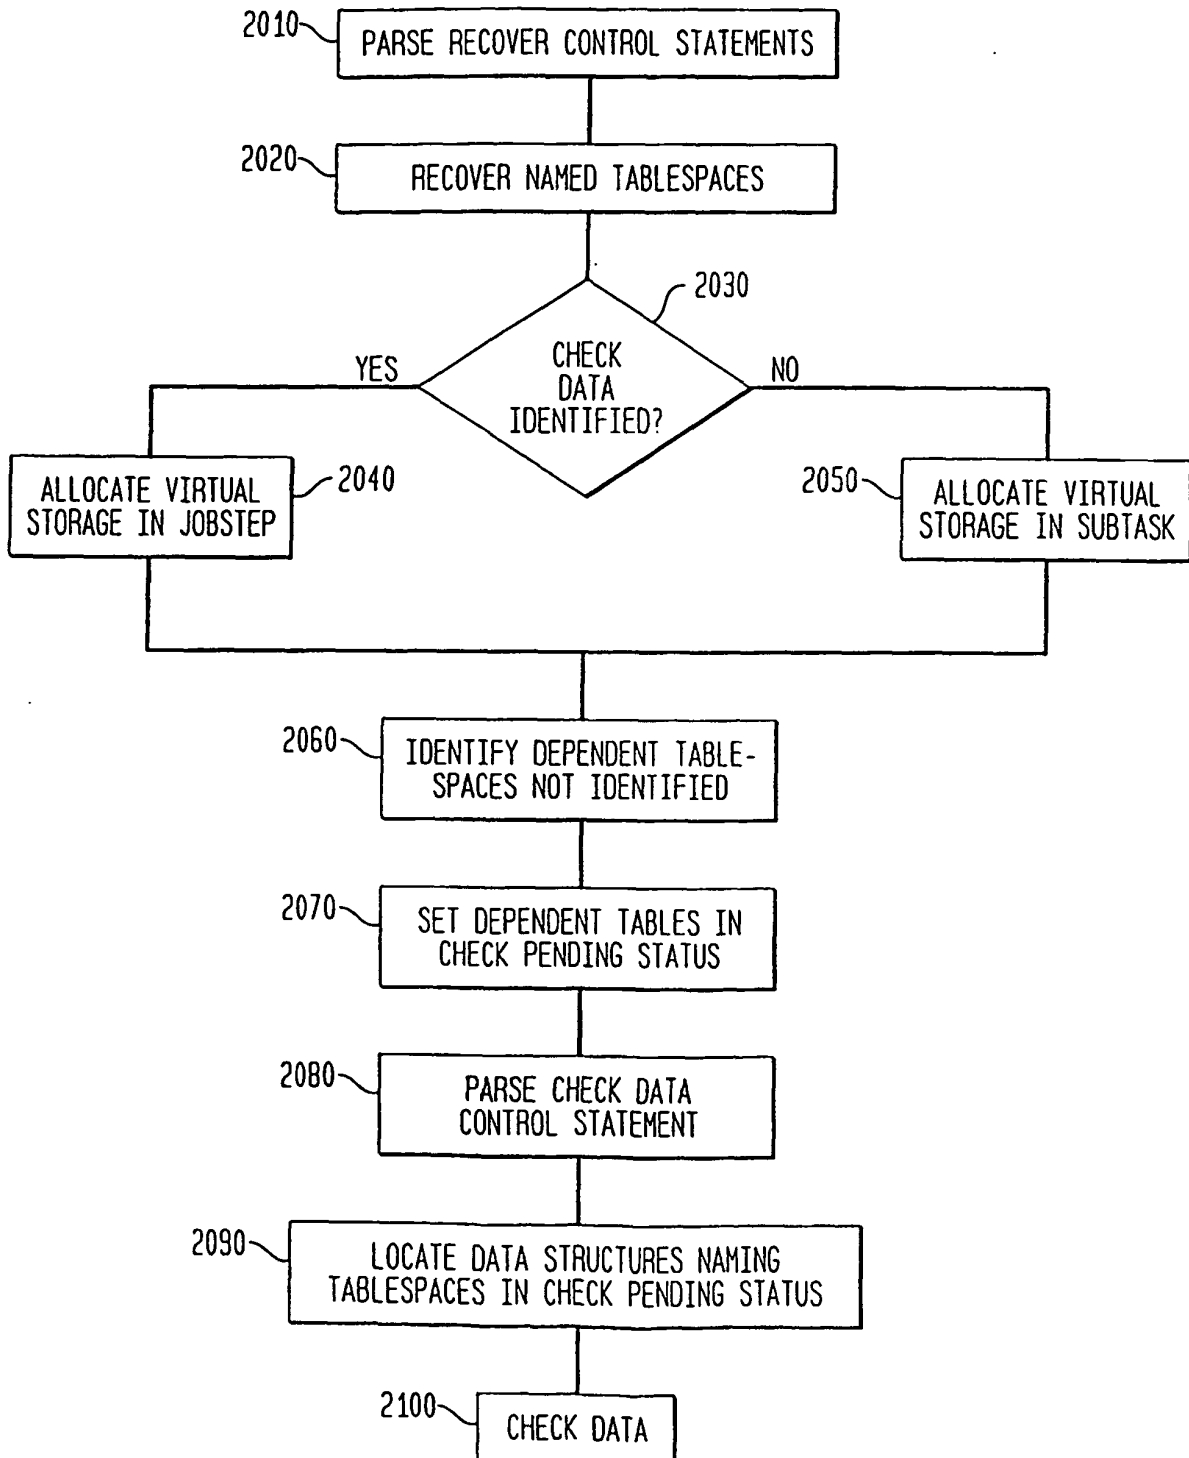 2010
PARSE RECOVER CONTROL STATEMENTS
2020
RECOVER NAMED TABLESPACES
2030
CHECK
DATA
IDENTIFIED?
YES
NO
ALLOCATE VIRTUAL
STORAGE IN JOBSTEP
2040
2050
ALLOCATE VIRTUAL
STORAGE IN SUBTASK
2060
IDENTIFY DEPENDENT TABLE-
SPACES NOT IDENTIFIED
2070
SET DEPENDENT TABLES IN
CHECK PENDING STATUS
2080
PARSE CHECK DATA
CONTROL STATEMENT
2090
LOCATE DATA STRUCTURES NAMING
TABLESPACES IN CHECK PENDING STATUS
2100
CHECK DATA